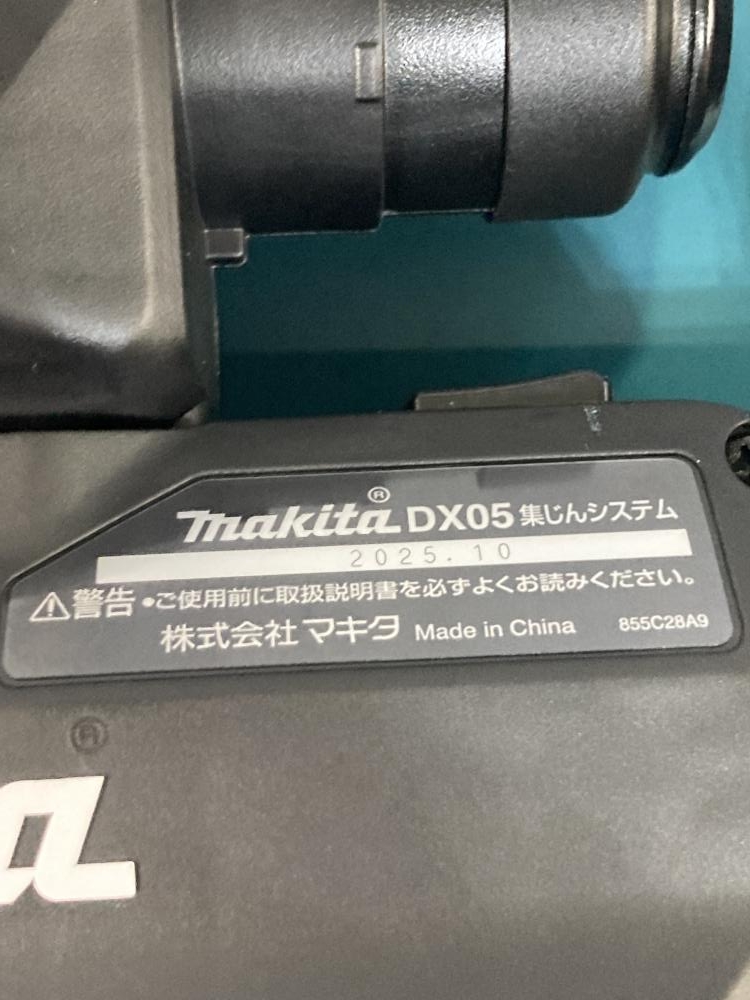 makita® DX05 集じんシステム
2025.10
⚠警告 •ご使用前に取扱説明書を必ずよくお読みください。
株式会社マキタ Made in China 855C28A9
®
a